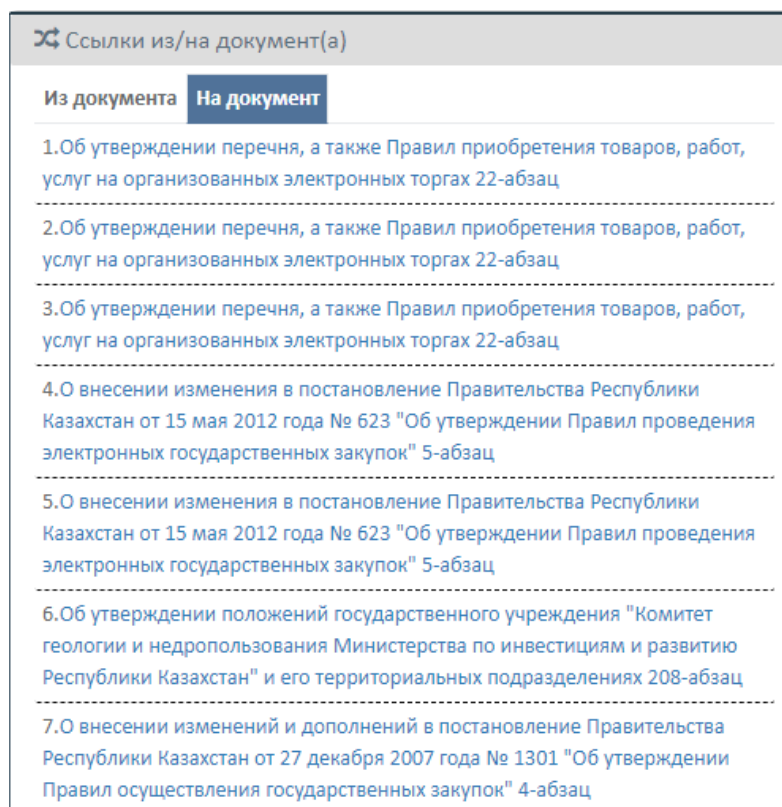 Ссылки из/на документ(а)
Из документа На документ
1.Об утверждении перечня, а также Правил приобретения товаров, работ,
услуг на организованных электронных торгах 22-абзац
2.Об утверждении перечня, а также Правил приобретения товаров, работ,
услуг на организованных электронных торгах 22-абзац
3.Об утверждении перечня, а также Правил приобретения товаров, работ,
услуг на организованных электронных торгах 22-абзац
4.О внесении изменения в постановление Правительства Республики
Казахстан от 15 мая 2012 года № 623 "Об утверждении Правил проведения
электронных государственных закупок" 5-абзац
5.О внесении изменения в постановление Правительства Республики
Казахстан от 15 мая 2012 года № 623 "Об утверждении Правил проведения
электронных государственных закупок" 5-абзац
6.Об утверждении положений государственного учреждения "Комитет
геологии и недропользования Министерства по инвестициям и развитию
Республики Казахстан" и его территориальных подразделениях 208-абзац
7.О внесении изменений и дополнений в постановление Правительства
Республики Казахстан от 27 декабря 2007 года № 1301 "Об утверждении
Правил осуществления государственных закупок" 4-абзац